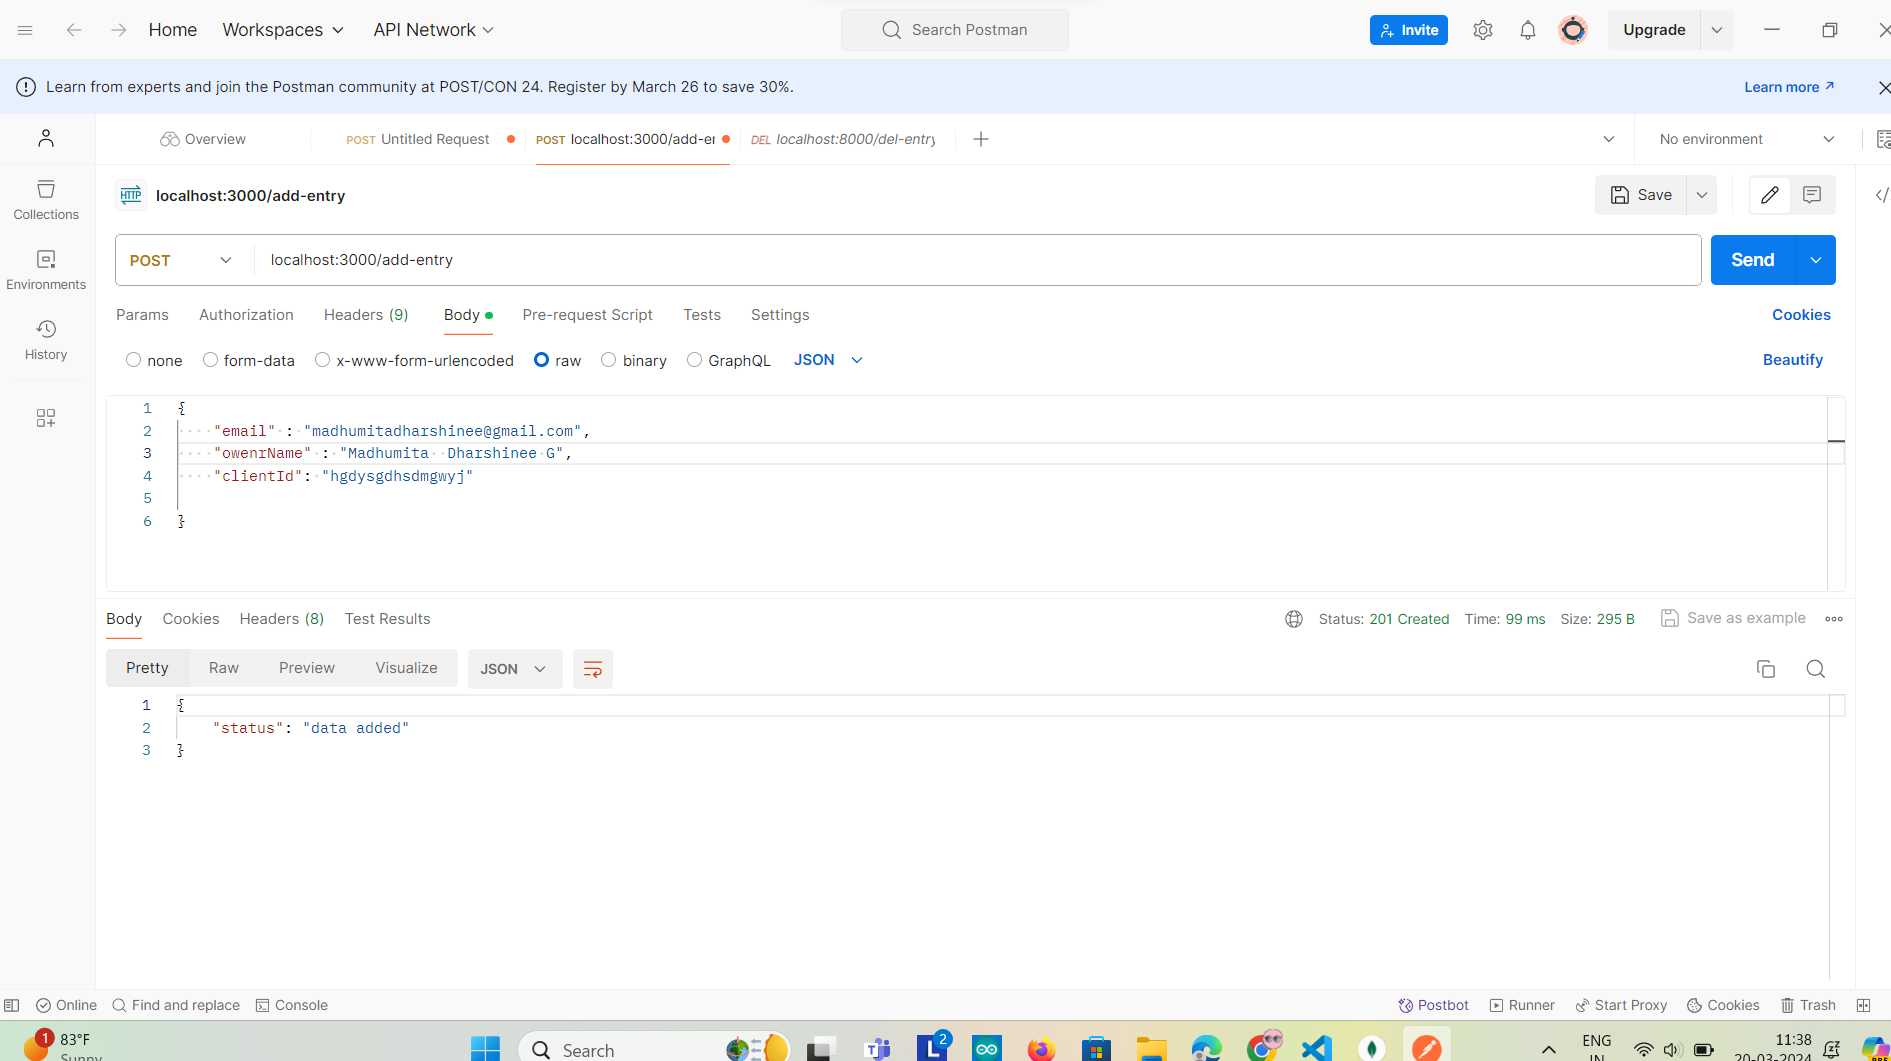 Home Workspaces API Network Search Postman Invite Upgrade
Learn from experts and join the Postman community at POST/CON 24. Register by March 26 to save 30%. Learn more
Overview POST Untitled Request POST localhost:3000/add-er DEL localhost:8000/del-entry No environment
HTTP localhost:3000/add-entry Save
Collections
Environments
History
POST localhost:3000/add-entry Send
Params Authorization Headers (9) Body Pre-request Script Tests Settings Cookies
none form-data x-www-form-urlencoded raw binary GraphQL JSON Beautify
1 {
2 "email" : "madhumitadharshinee@gmail.com",
3 "owenrName" : "Madhumita  Dharshinee G",
4 "clientId": "hgdysgdhsdmgwyj"
5
6 }
Body Cookies Headers (8) Test Results Status: 201 Created Time: 99 ms Size: 295 B Save as example
Pretty Raw Preview Visualize JSON
1 {
2 "status": "data added"
3 }
Online Find and replace Console Postbot Runner Start Proxy Cookies Trash
1 83°F Search 2 ENG 11:38
Sunny IN 20-03-2024